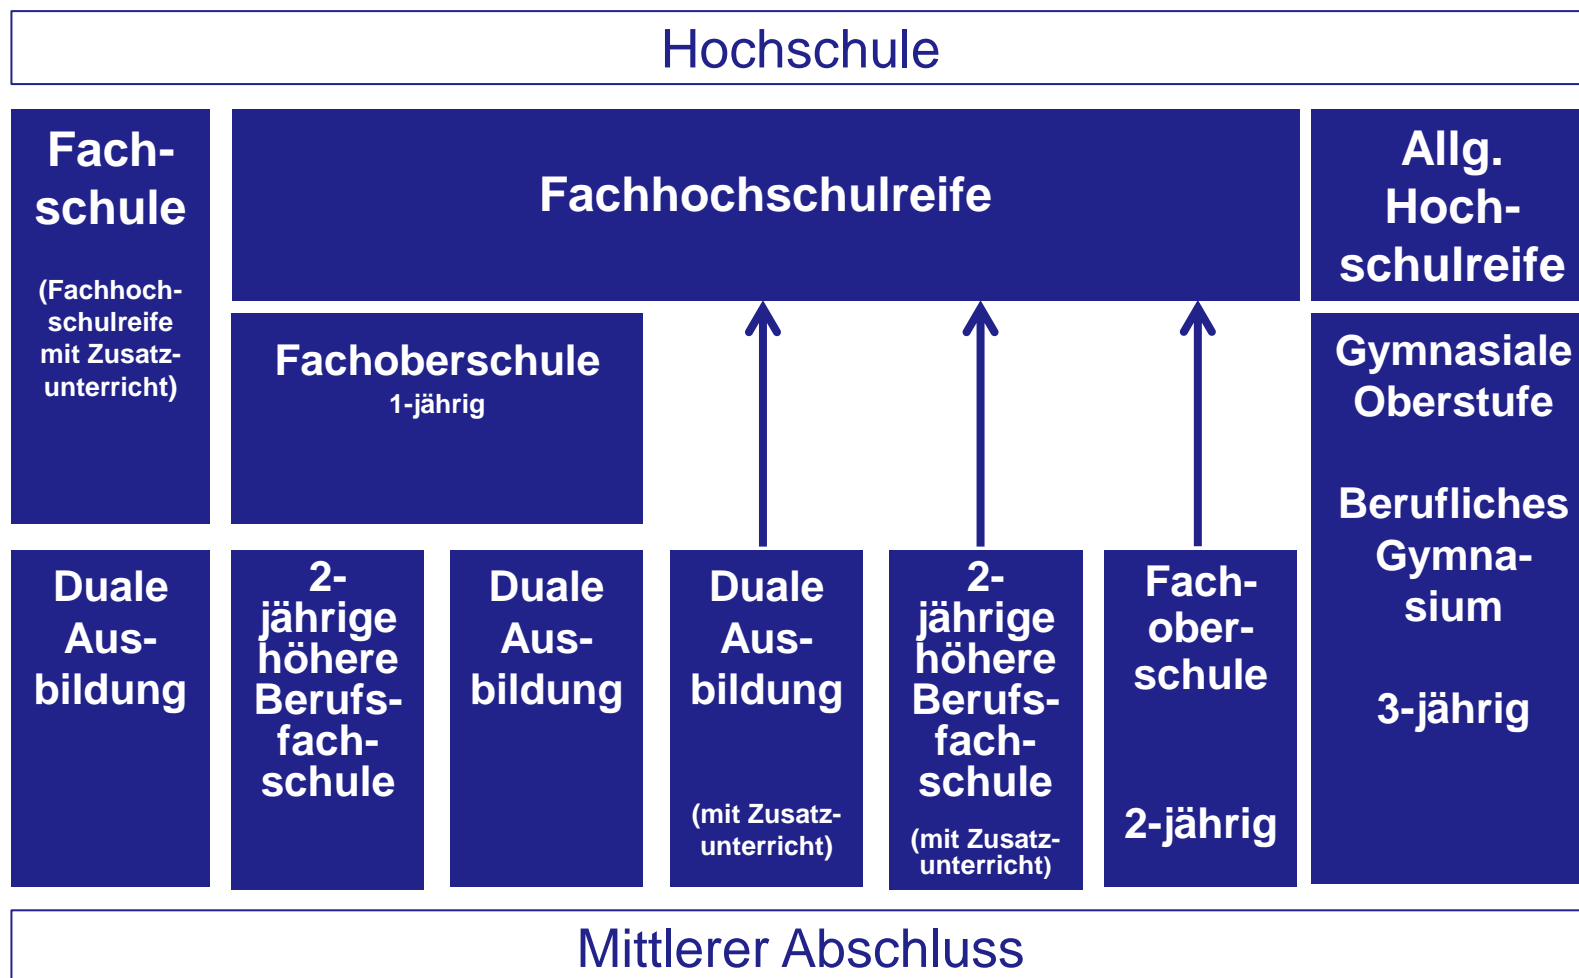 Hochschule
Fach-
schule
(Fachhoch-
schulreife
mit Zusatz-
unterricht)
Fachhochschulreife
Allg.
Hoch-
schulreife
Fachoberschule
1-jährig
Gymnasiale
Oberstufe
Berufliches
Gymna-
sium
3-jährig
Duale
Aus-
bildung
2-
jährige
höhere
Berufs-
fach-
schule
Duale
Aus-
bildung
Duale
Aus-
bildung
(mit Zusatz-
unterricht)
2-
jährige
höhere
Berufs-
fach-
schule
(mit Zusatz-
unterricht)
Fach-
ober-
schule
2-jährig
Mittlerer Abschluss